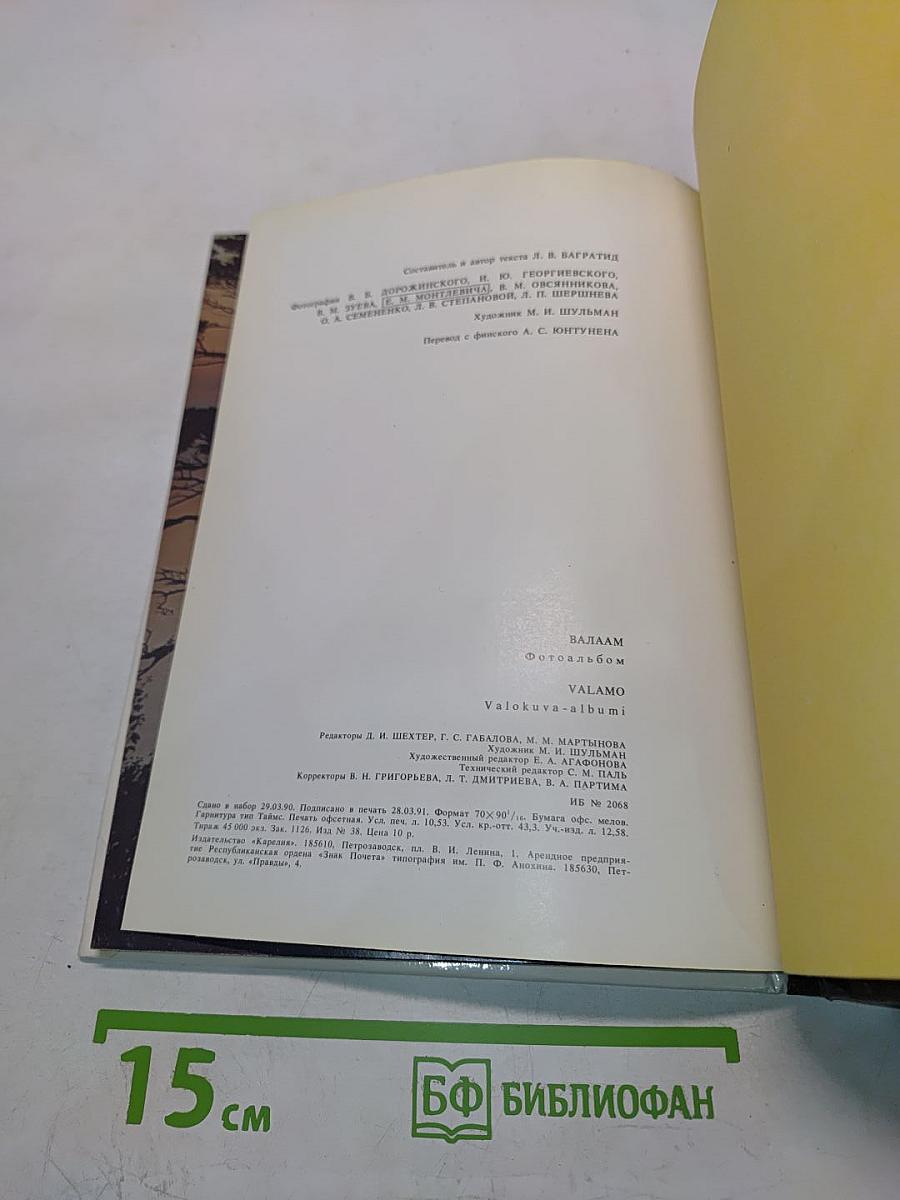 Составитель и автор текста Л. В. БАГРАТИД
Фотографии В. Б. ДОРОЖИНСКОГО, И. Ю. ГЕОРГИЕВСКОГО,
В. М. ЗУЕВА, Е. М. МОНТЛЕВИЧА, В. М. ОВСЯННИКОВА,
О. А. СЕМЕНЕНКО, Л. В. СТЕПАНОВОЙ, Л. П. ШЕРШНЕВА
Художник М. И. ШУЛЬМАН
Перевод с финского А. С. ЮНТУНЕНА
ВАЛААМ
Фотоальбом
VALAMO
Valokuva-albumi
Редакторы Д. И. ШЕХТЕР, Г. С. ГАБАЛОВА, М. М. МАРТЫНОВА
Художник М. И. ШУЛЬМАН
Художественный редактор Е. А. АГАФОНОВА
Технический редактор С. М. ПАЛЬ
Корректоры В. Н. ГРИГОРЬЕВА, Л. Т. ДМИТРИЕВА, В. А. ПАРТИМА
ИБ № 2068
Сдано в набор 29.03.90. Подписано в печать 28.03.91. Формат 70×90¹/₁₆. Бумага офс. мелов.
Гарнитура тип Таймс. Печать офсетная. Усл. печ. л. 10,53. Усл. кр.-отт. 43,3. Уч.-изд. л. 12,58.
Тираж 45 000 экз. Зак. 1126. Изд № 38. Цена 10 р.
Издательство «Карелия». 185610, Петрозаводск, пл. В. И. Ленина, 1. Арендное предприя-
тие Республиканская ордена «Знак Почета» типография им. П. Ф. Анохина. 185630, Пет-
розаводск, ул. «Правды», 4.
15 см
БФ БИБЛИОФАН